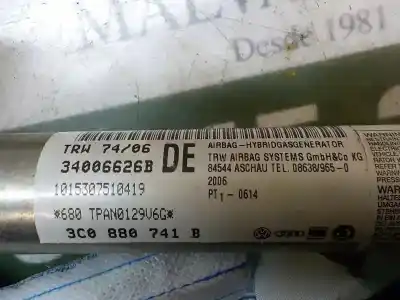 Desde 1981
TRW 74/06
34006626B
DE
1015307510419
*680 TPAN0129V6G*
3C0 880 741 B
AIRBAG-HYBRIDGASGENERATOR
TRW AIRBAG SYSTEMS GmbH&Co KG
84544 ASCHAU TEL. 08638/965-0
2006
PT1-0614